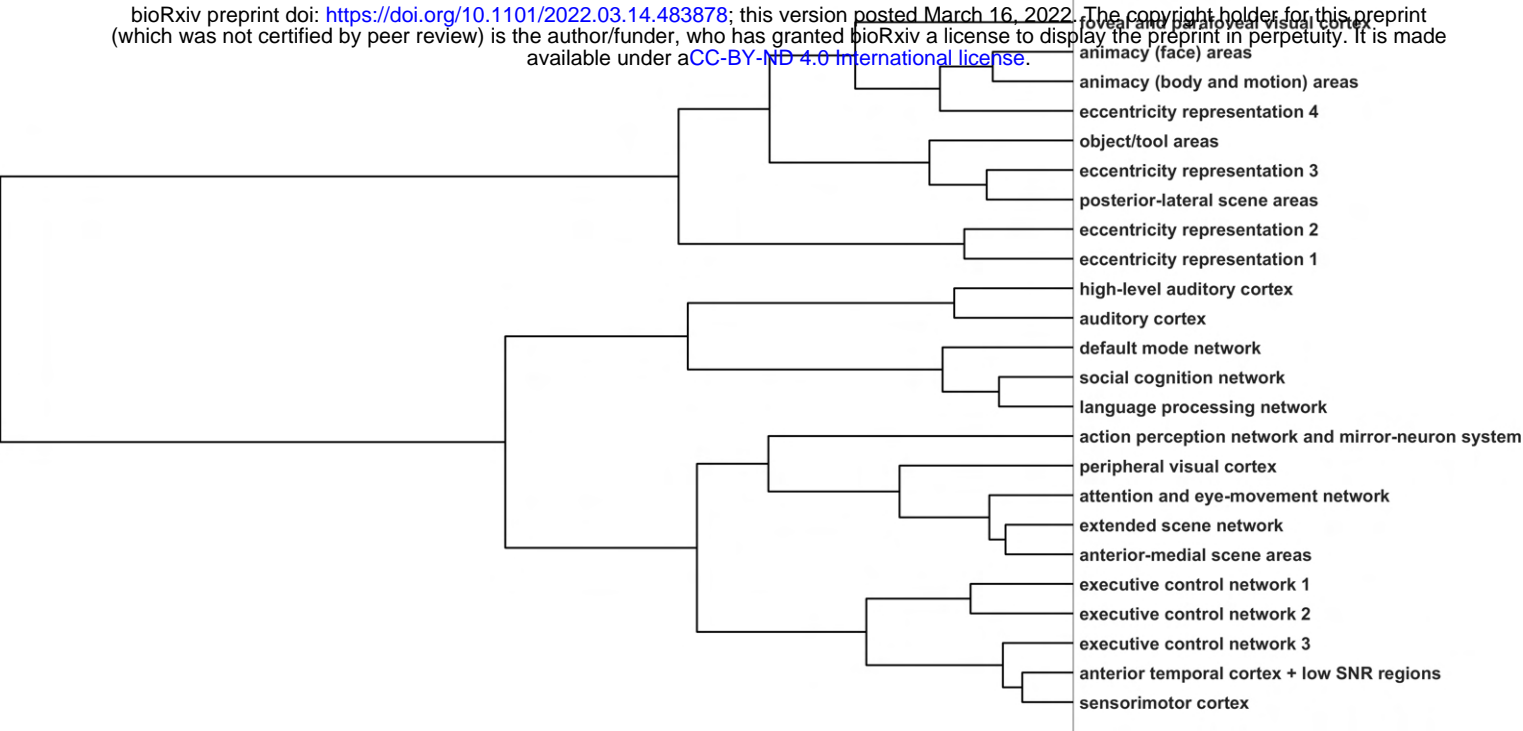 bioRxiv preprint doi: https://doi.org/10.1101/2022.03.14.483878; this version posted March 16, 2022. The copyright holder for this preprint
(which was not certified by peer review) is the author/funder, who has granted bioRxiv a license to display the preprint in perpetuity. It is made
available under aCC-BY-ND 4.0 International license.
foveal and parafoveal visual cortex
animacy (face) areas
animacy (body and motion) areas
eccentricity representation 4
object/tool areas
eccentricity representation 3
posterior-lateral scene areas
eccentricity representation 2
eccentricity representation 1
high-level auditory cortex
auditory cortex
default mode network
social cognition network
language processing network
action perception network and mirror-neuron system
peripheral visual cortex
attention and eye-movement network
extended scene network
anterior-medial scene areas
executive control network 1
executive control network 2
executive control network 3
anterior temporal cortex + low SNR regions
sensorimotor cortex